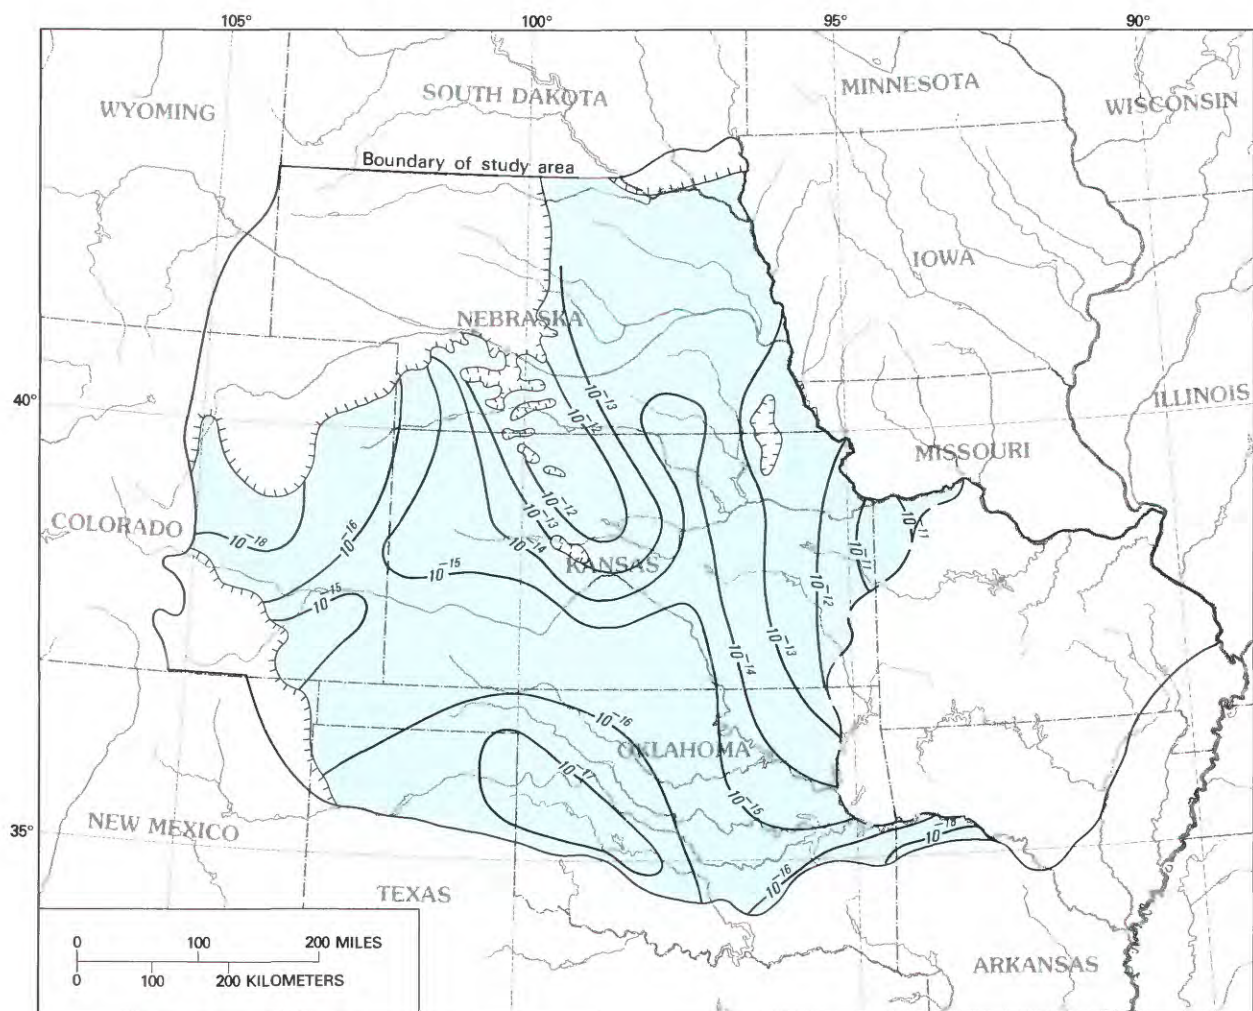 105° 100° 95° 90°
WYOMING
SOUTH DAKOTA
MINNESOTA
WISCONSIN
Boundary of study area
IOWA
NEBRASKA
40°
ILLINOIS
10⁻¹³
10⁻¹²
MISSOURI
COLORADO
10⁻¹⁸
10⁻¹⁶
10⁻¹²
10⁻¹³
10⁻¹⁴
10⁻¹¹
10⁻¹¹
KANSAS
10⁻¹⁵
10⁻¹⁵
10⁻¹²
10⁻¹³
10⁻¹⁴
10⁻¹⁶
OKLAHOMA
10⁻¹⁷
10⁻¹⁵
35°
NEW MEXICO
10⁻¹⁸
10⁻¹⁶
TEXAS
ARKANSAS
0 100 200 MILES
0 100 200 KILOMETERS